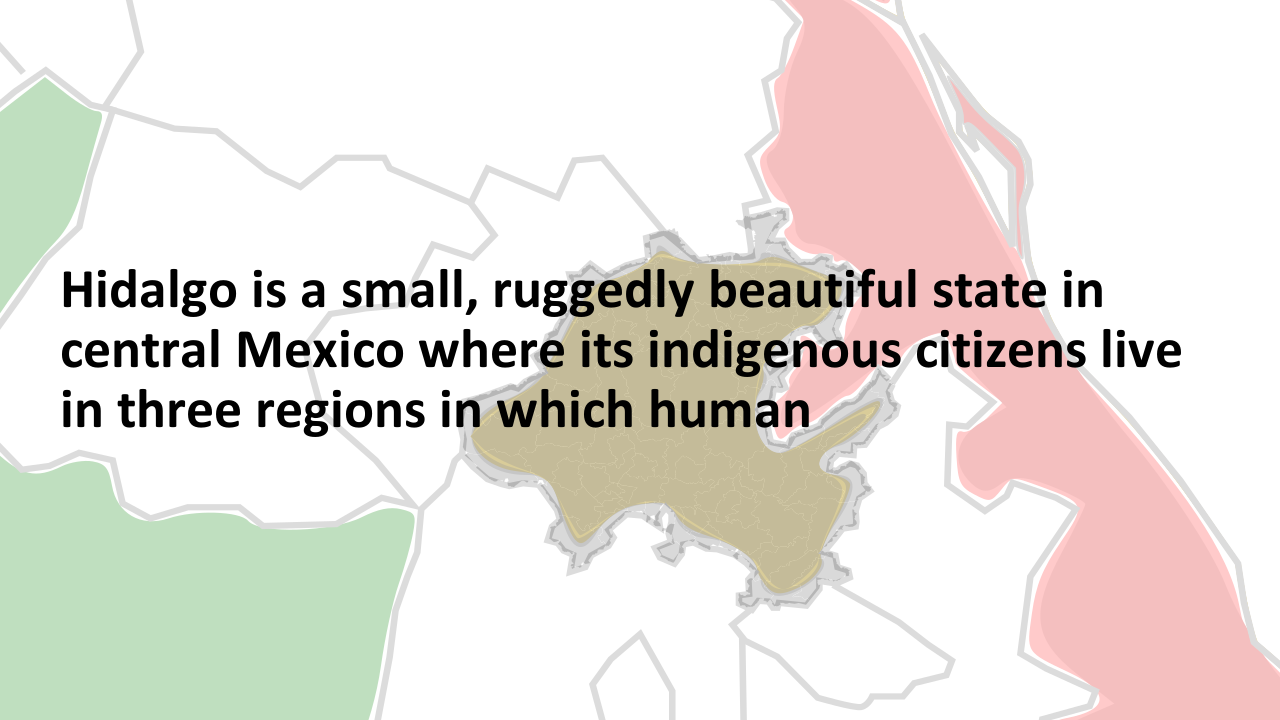 Hidalgo is a small, ruggedly beautiful state in
central Mexico where its indigenous citizens live
in three regions in which human